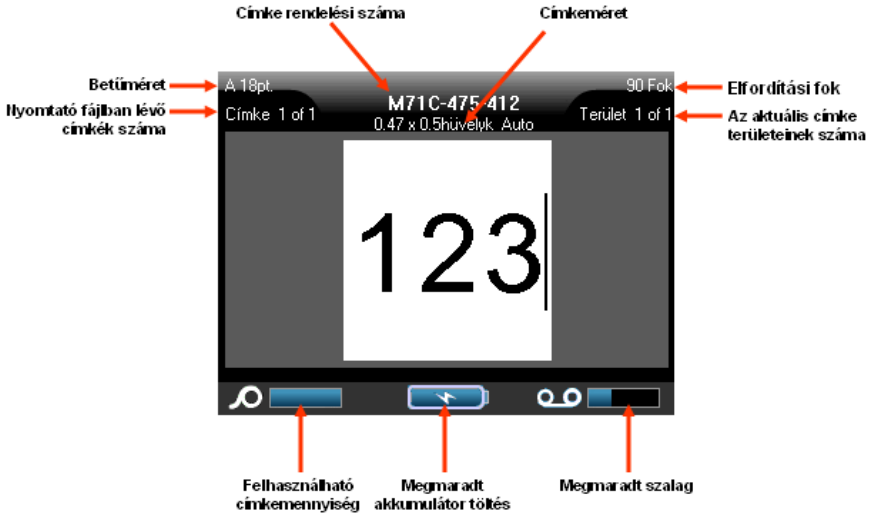 Címke rendelési száma
Címkeméret
Betűméret
A 18pt.
90 Fok
Elfordítási fok
Nyomtató fájlban lévő
címkék száma
Címke 1 of 1
M71C-475-412
0.47 x 0.5hüvelyk Auto
Terület 1 of 1
Az aktuális címke
területeinek száma
123
Felhasználható
címkemennyiség
Megmaradt
akkumulátor töltés
Megmaradt szalag